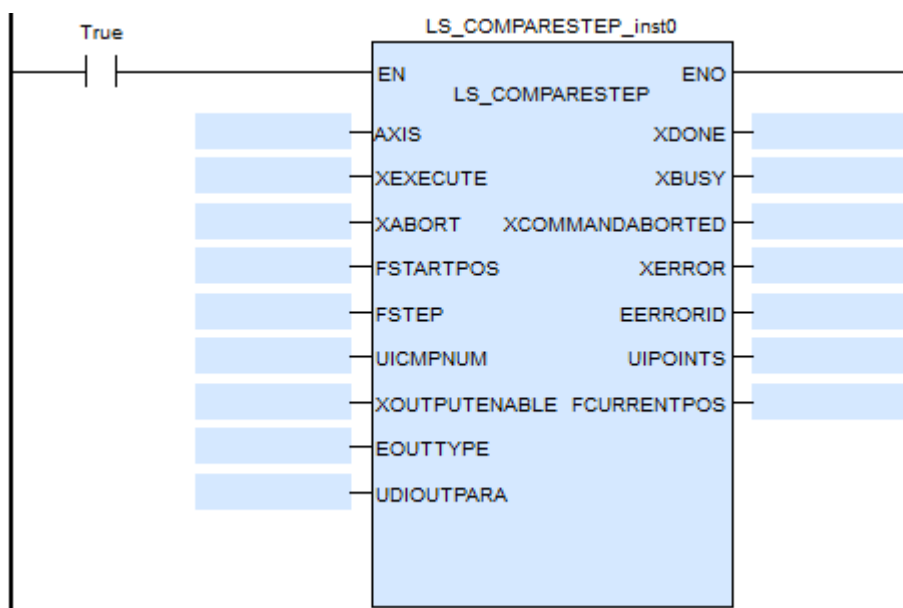 True
LS_COMPARESTEP_inst0
EN ENO
LS_COMPARESTEP
AXIS XDONE
XEXECUTE XBUSY
XABORT XCOMMANDABORTED
FSTARTPOS XERROR
FSTEP EERRORID
UICMPNUM UIPOINTS
XOUTPUTENABLE FCURRENTPOS
EOUTTYPE
UDIOUTPARA